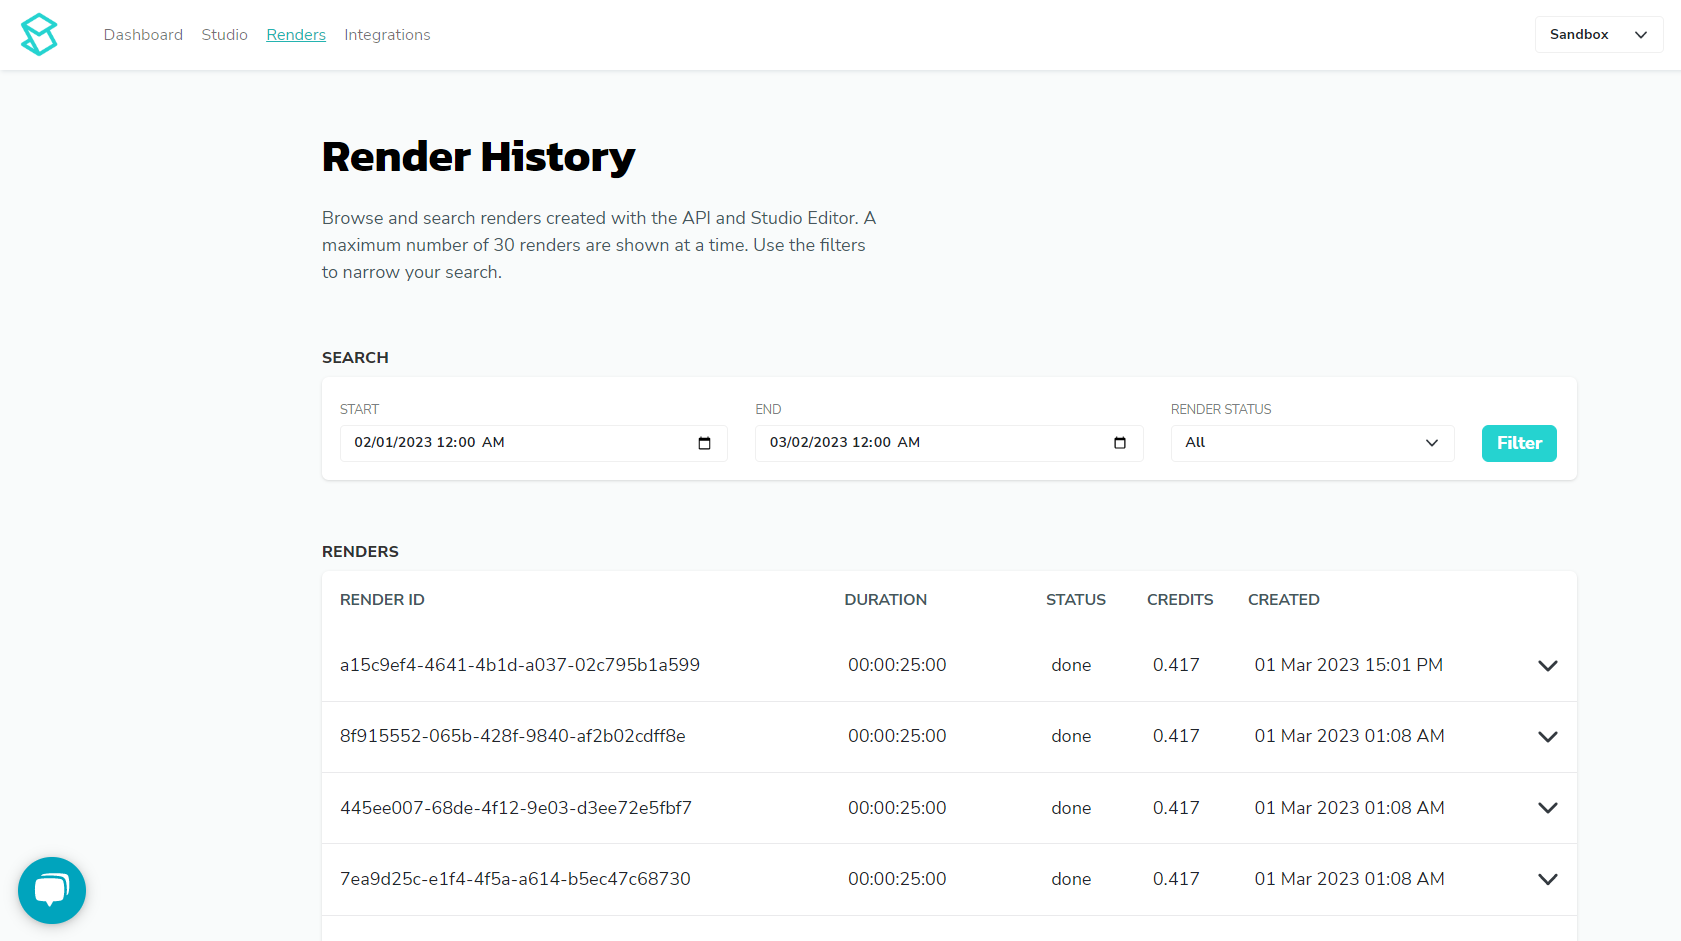 Dashboard Studio Renders Integrations Sandbox
Render History
Browse and search renders created with the API and Studio Editor. A
maximum number of 30 renders are shown at a time. Use the filters
to narrow your search.
SEARCH
START END RENDER STATUS
02/01/2023 12:00 AM 03/02/2023 12:00 AM All Filter
RENDERS
RENDER ID DURATION STATUS CREDITS CREATED
a15c9ef4-4641-4b1d-a037-02c795b1a599 00:00:25:00 done 0.417 01 Mar 2023 15:01 PM
8f915552-065b-428f-9840-af2b02cdff8e 00:00:25:00 done 0.417 01 Mar 2023 01:08 AM
445ee007-68de-4f12-9e03-d3ee72e5fbf7 00:00:25:00 done 0.417 01 Mar 2023 01:08 AM
7ea9d25c-e1f4-4f5a-a614-b5ec47c68730 00:00:25:00 done 0.417 01 Mar 2023 01:08 AM